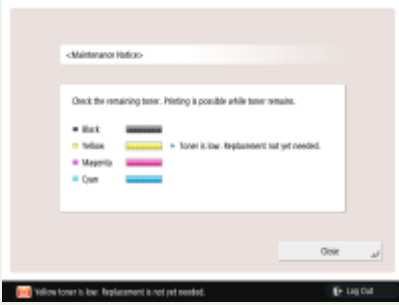 <Maintenance Notice>
Check the remaining toner. Printing is possible while toner remains.
Black
Yellow
Toner is low. Replacement not yet needed.
Magenta
Cyan
Close
Yellow toner is low. Replacement is not yet needed.
Log Out